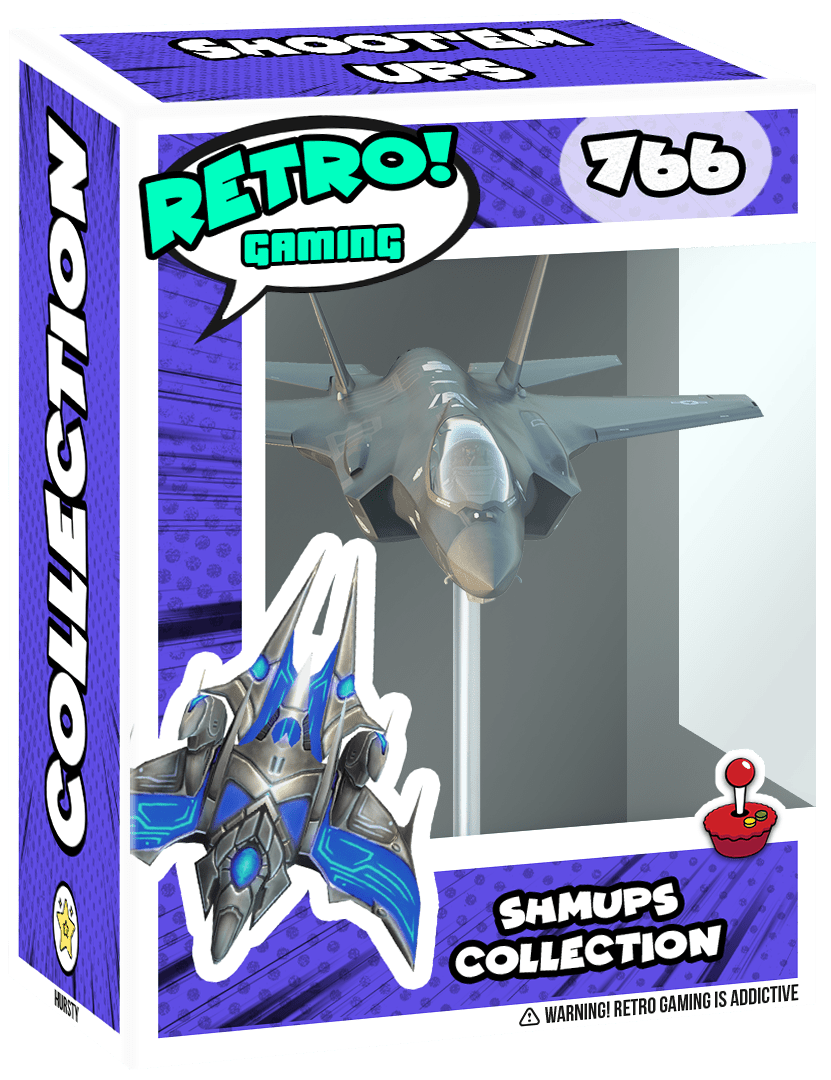 SHOOT'EM
UPS
RETRO!
GAMING
766
COLLECTION
HURSTY
SHMUPS
COLLECTION
WARNING! RETRO GAMING IS ADDICTIVE